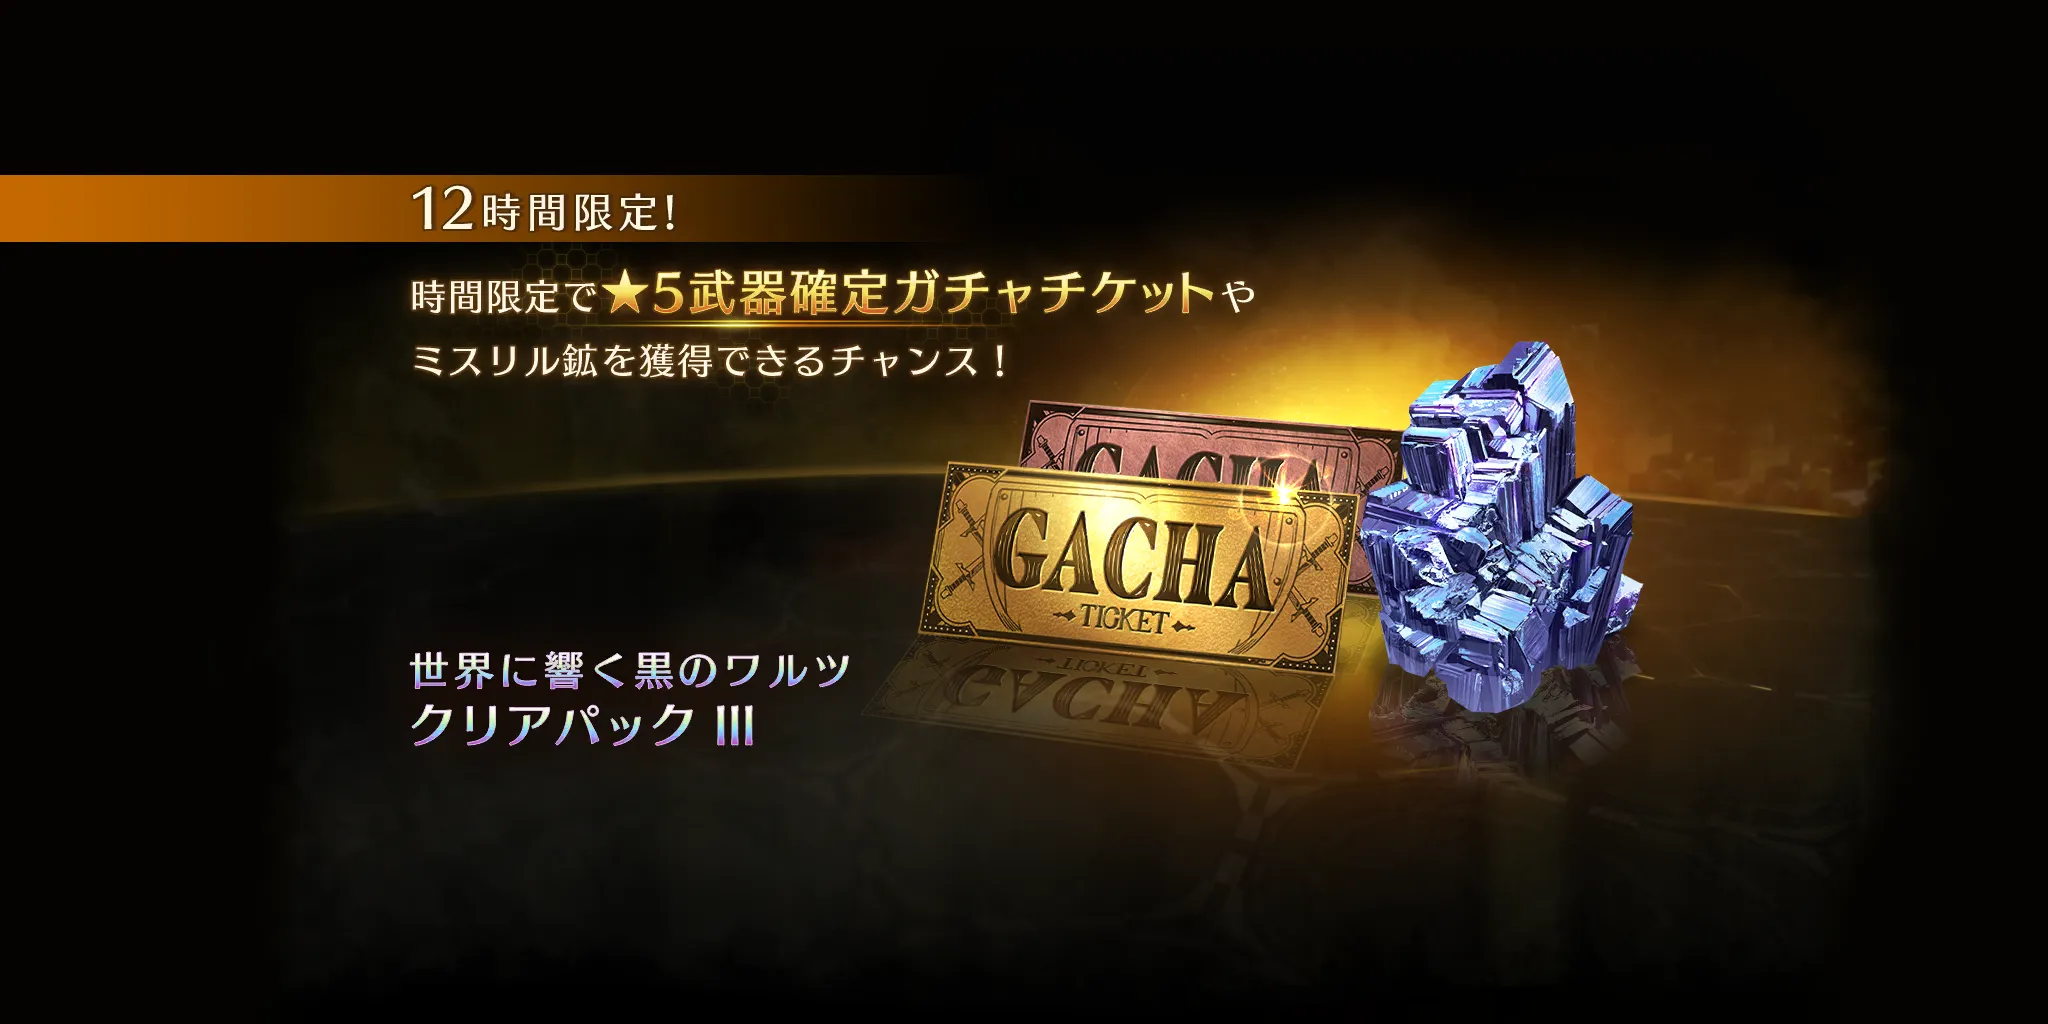 12時間限定!
時間限定で★5武器確定ガチャチケットや
ミスリル鉱を獲得できるチャンス！
GACHA
GACHA
TICKET
世界に響く黒のワルツ
クリアパック III